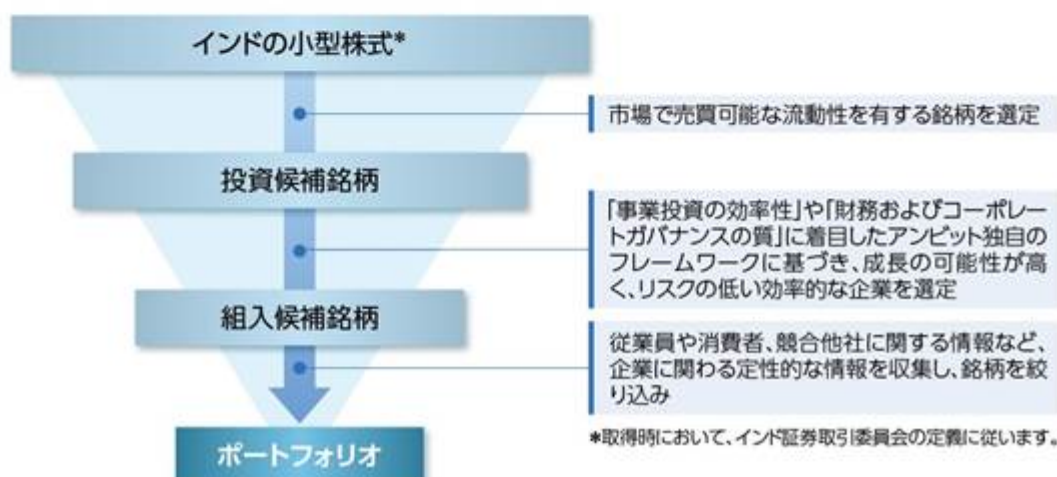 インドの小型株式*
市場で売買可能な流動性を有する銘柄を選定
投資候補銘柄
「事業投資の効率性」や「財務およびコーポレー
トガバナンスの質」に着目したアンビット独自の
フレームワークに基づき、成長の可能性が高
く、リスクの低い効率的な企業を選定
組入候補銘柄
従業員や消費者、競合他社に関する情報など、
企業に関わる定性的な情報を収集し、銘柄を絞
り込み
*取得時において、インド証券取引委員会の定義に従います。
ポートフォリオ